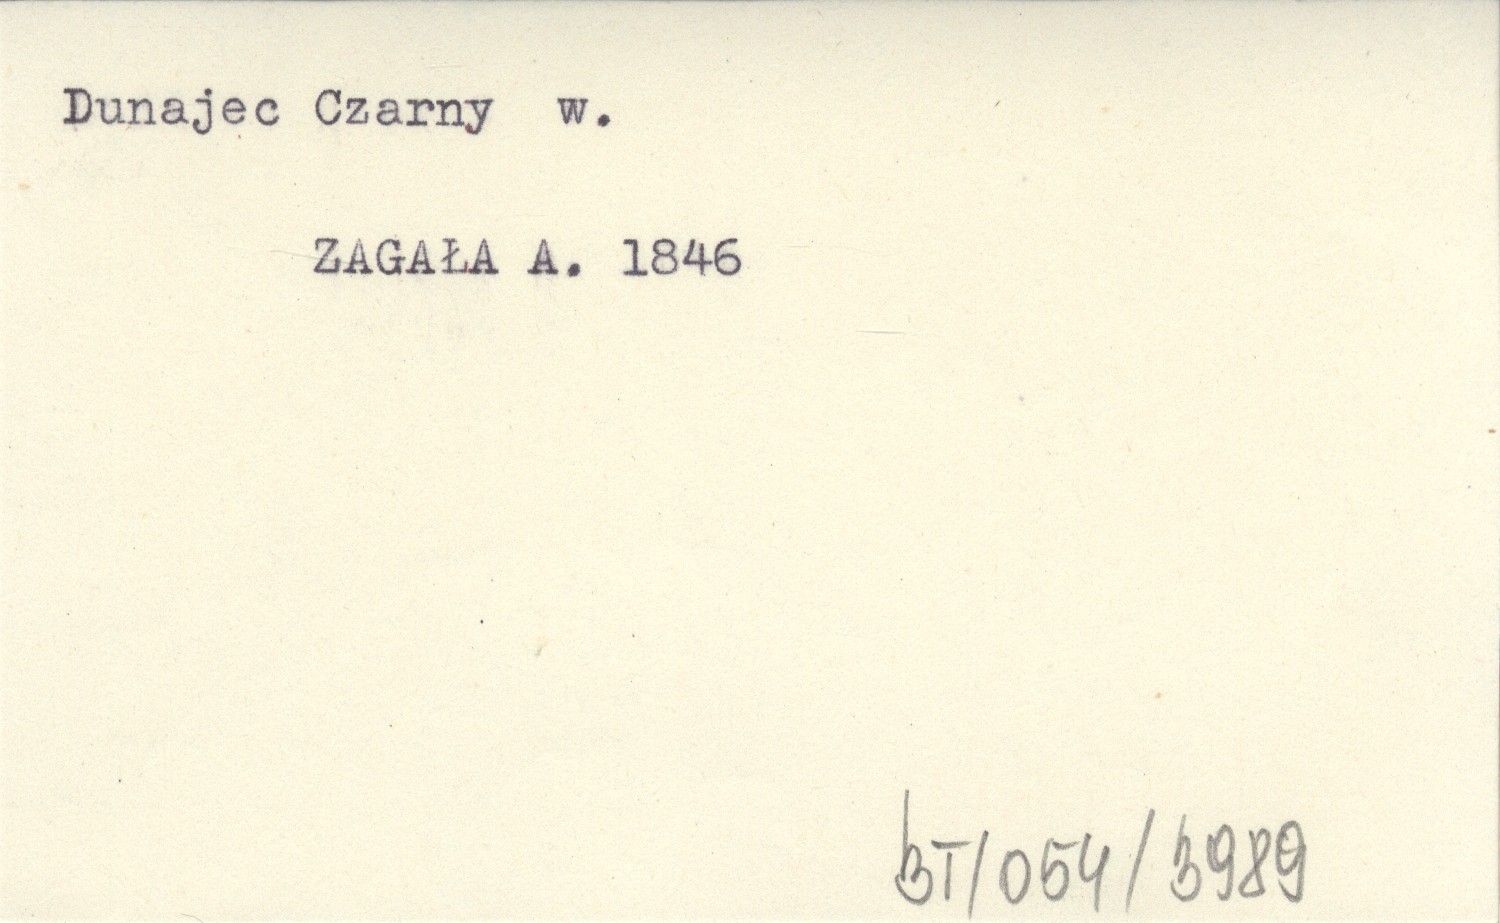 Dunajec Czarny w.
ZAGAŁA A. 1846
BT/054/3989